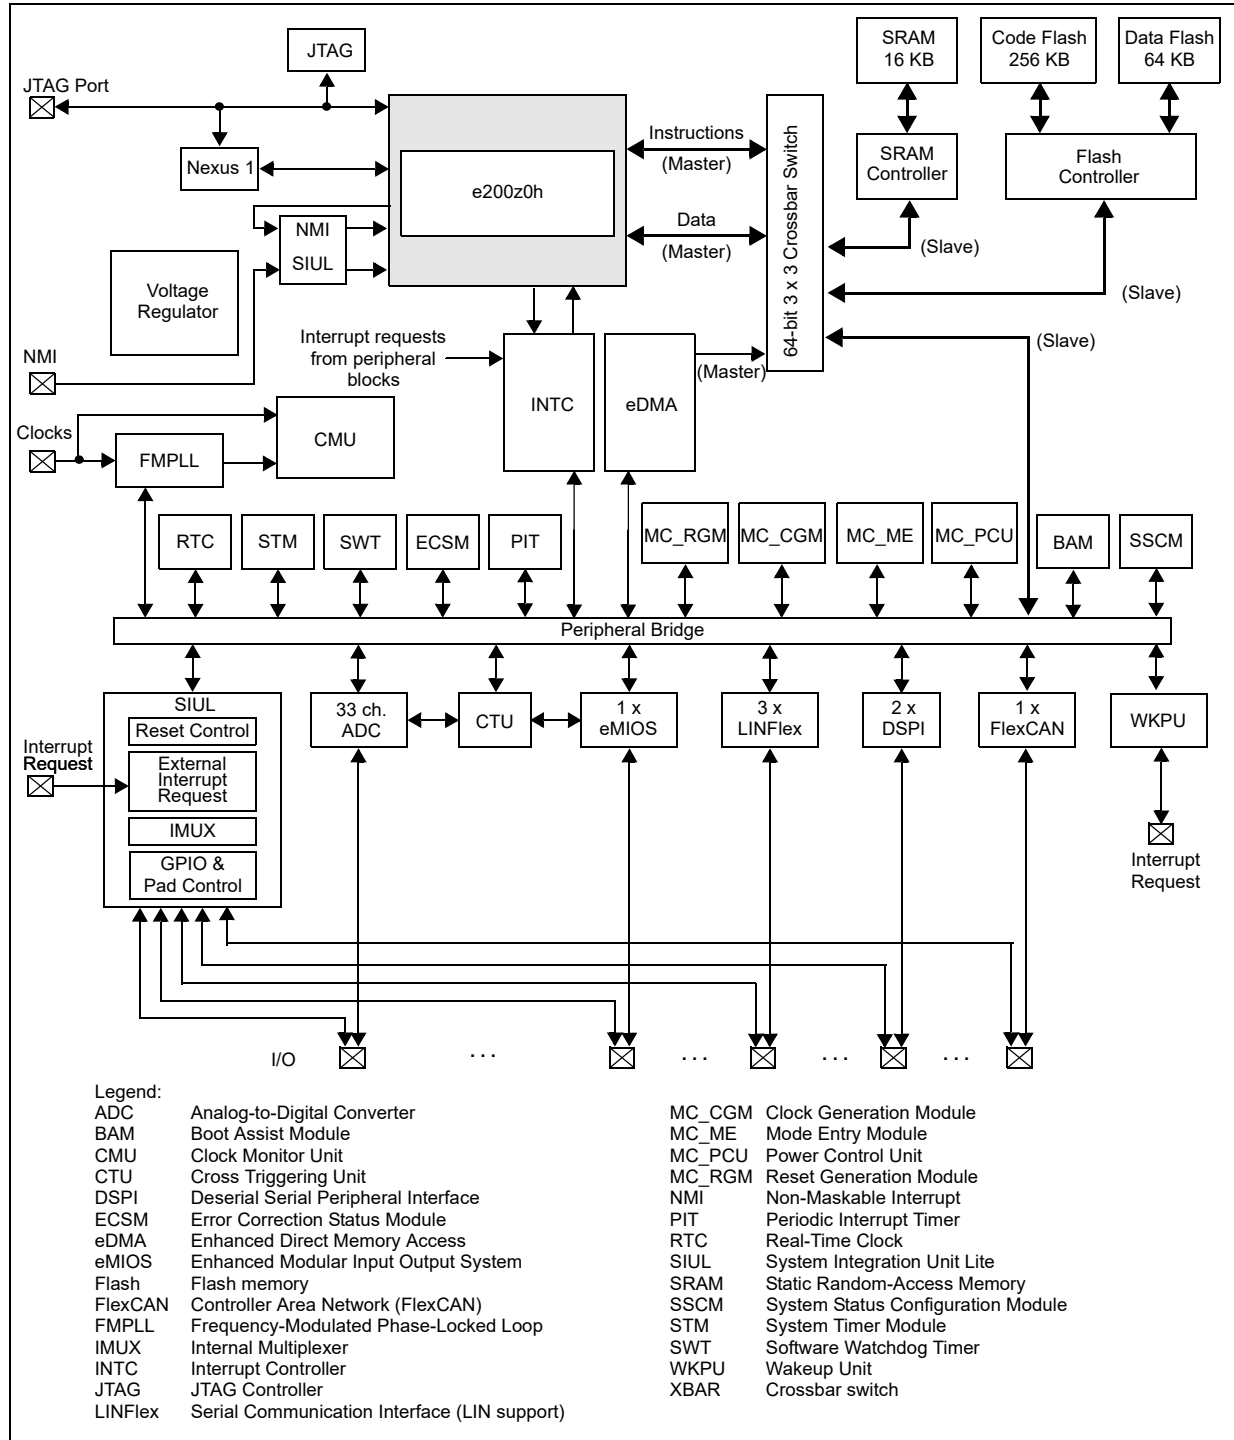 JTAG
SRAM
16 KB
Code Flash
256 KB
Data Flash
64 KB
JTAG Port
Nexus 1
e200z0h
Instructions
(Master)
Data
(Master)
64-bit 3 x 3 Crossbar Switch
SRAM
Controller
Flash
Controller
(Slave)
(Slave)
(Slave)
NMI
SIUL
Voltage
Regulator
NMI
Interrupt requests
from peripheral
blocks
INTC
eDMA
(Master)
Clocks
CMU
FMPLL
RTC
STM
SWT
ECSM
PIT
MC_RGM
MC_CGM
MC_ME
MC_PCU
BAM
SSCM
Peripheral Bridge
SIUL
Reset Control
External
Interrupt
Request
IMUX
GPIO &
Pad Control
Interrupt
Request
33 ch.
ADC
CTU
1 x
eMIOS
3 x
LINFlex
2 x
DSPI
1 x
FlexCAN
WKPU
Interrupt
Request
I/O
. . .
. . .
. . .
. . .
Legend:
ADC Analog-to-Digital Converter
BAM Boot Assist Module
CMU Clock Monitor Unit
CTU Cross Triggering Unit
DSPI Deserial Serial Peripheral Interface
ECSM Error Correction Status Module
eDMA Enhanced Direct Memory Access
eMIOS Enhanced Modular Input Output System
Flash Flash memory
FlexCAN Controller Area Network (FlexCAN)
FMPLL Frequency-Modulated Phase-Locked Loop
IMUX Internal Multiplexer
INTC Interrupt Controller
JTAG JTAG Controller
LINFlex Serial Communication Interface (LIN support)
MC_CGM Clock Generation Module
MC_ME Mode Entry Module
MC_PCU Power Control Unit
MC_RGM Reset Generation Module
NMI Non-Maskable Interrupt
PIT Periodic Interrupt Timer
RTC Real-Time Clock
SIUL System Integration Unit Lite
SRAM Static Random-Access Memory
SSCM System Status Configuration Module
STM System Timer Module
SWT Software Watchdog Timer
WKPU Wakeup Unit
XBAR Crossbar switch